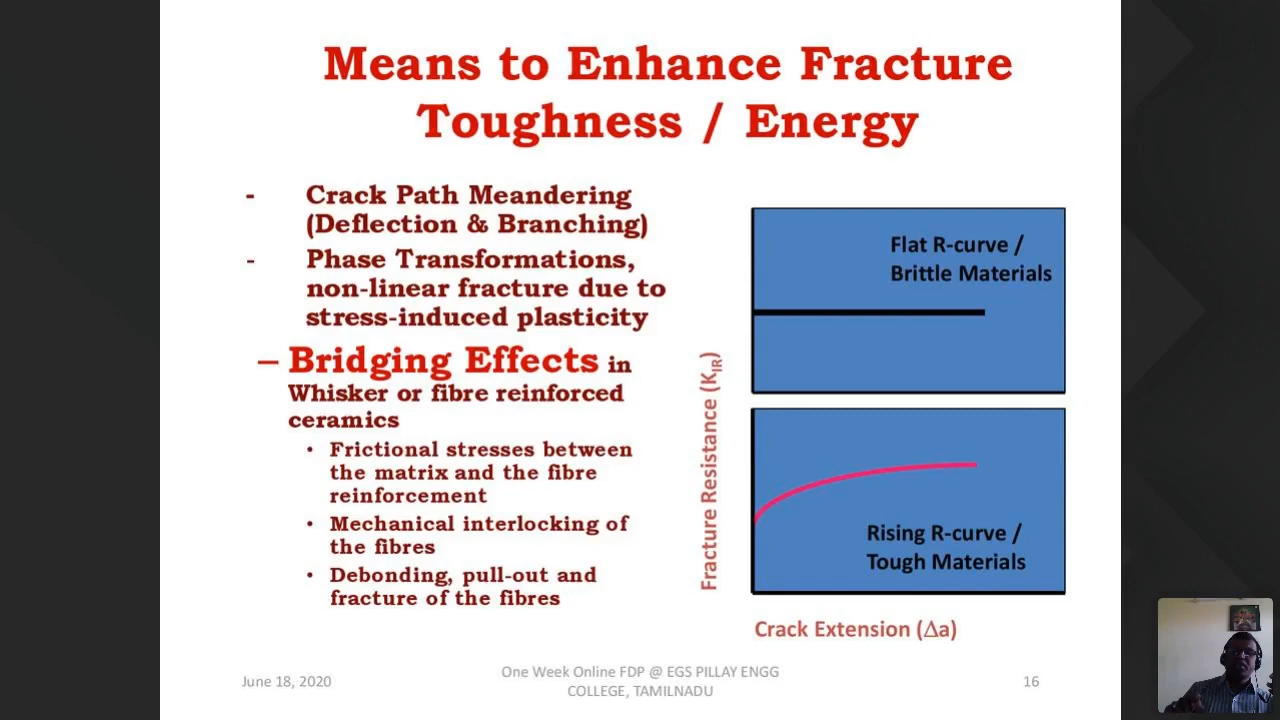 Means to Enhance Fracture
Toughness / Energy
- Crack Path Meandering
(Deflection & Branching)
- Phase Transformations,
non-linear fracture due to
stress-induced plasticity
– Bridging Effects in
Whisker or fibre reinforced
ceramics
• Frictional stresses between
the matrix and the fibre
reinforcement
• Mechanical interlocking of
the fibres
• Debonding, pull-out and
fracture of the fibres
Flat R-curve /
Brittle Materials
Fracture Resistance (KIR)
Rising R-curve /
Tough Materials
Crack Extension (Δa)
June 18, 2020
One Week Online FDP @ EGS PILLAY ENGG
COLLEGE, TAMILNADU
16